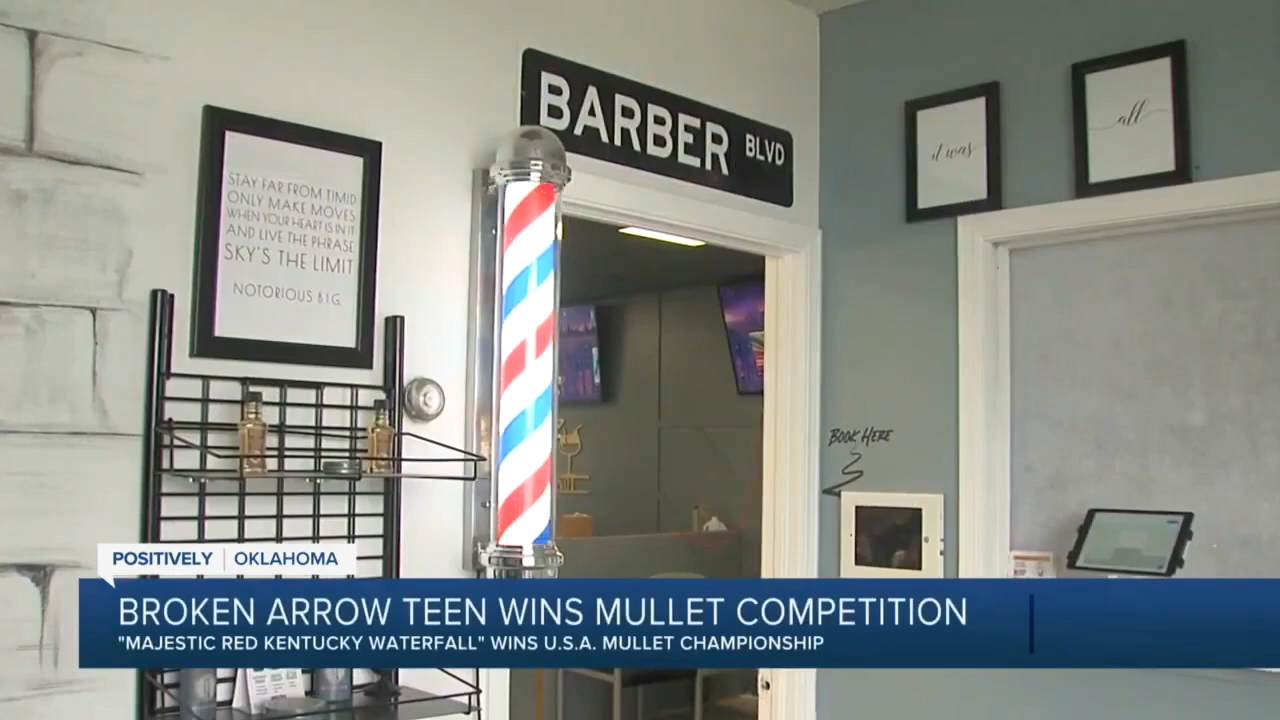 BARBER BLVD
it was
all
STAY FAR FROM TIMID
ONLY MAKE MOVES
WHEN YOUR HEART IS IN IT
AND LIVE THE PHRASE
SKY'S THE LIMIT
NOTORIOUS B.I.G.
BOOK HERE
POSITIVELY | OKLAHOMA
BROKEN ARROW TEEN WINS MULLET COMPETITION
"MAJESTIC RED KENTUCKY WATERFALL" WINS U.S.A. MULLET CHAMPIONSHIP